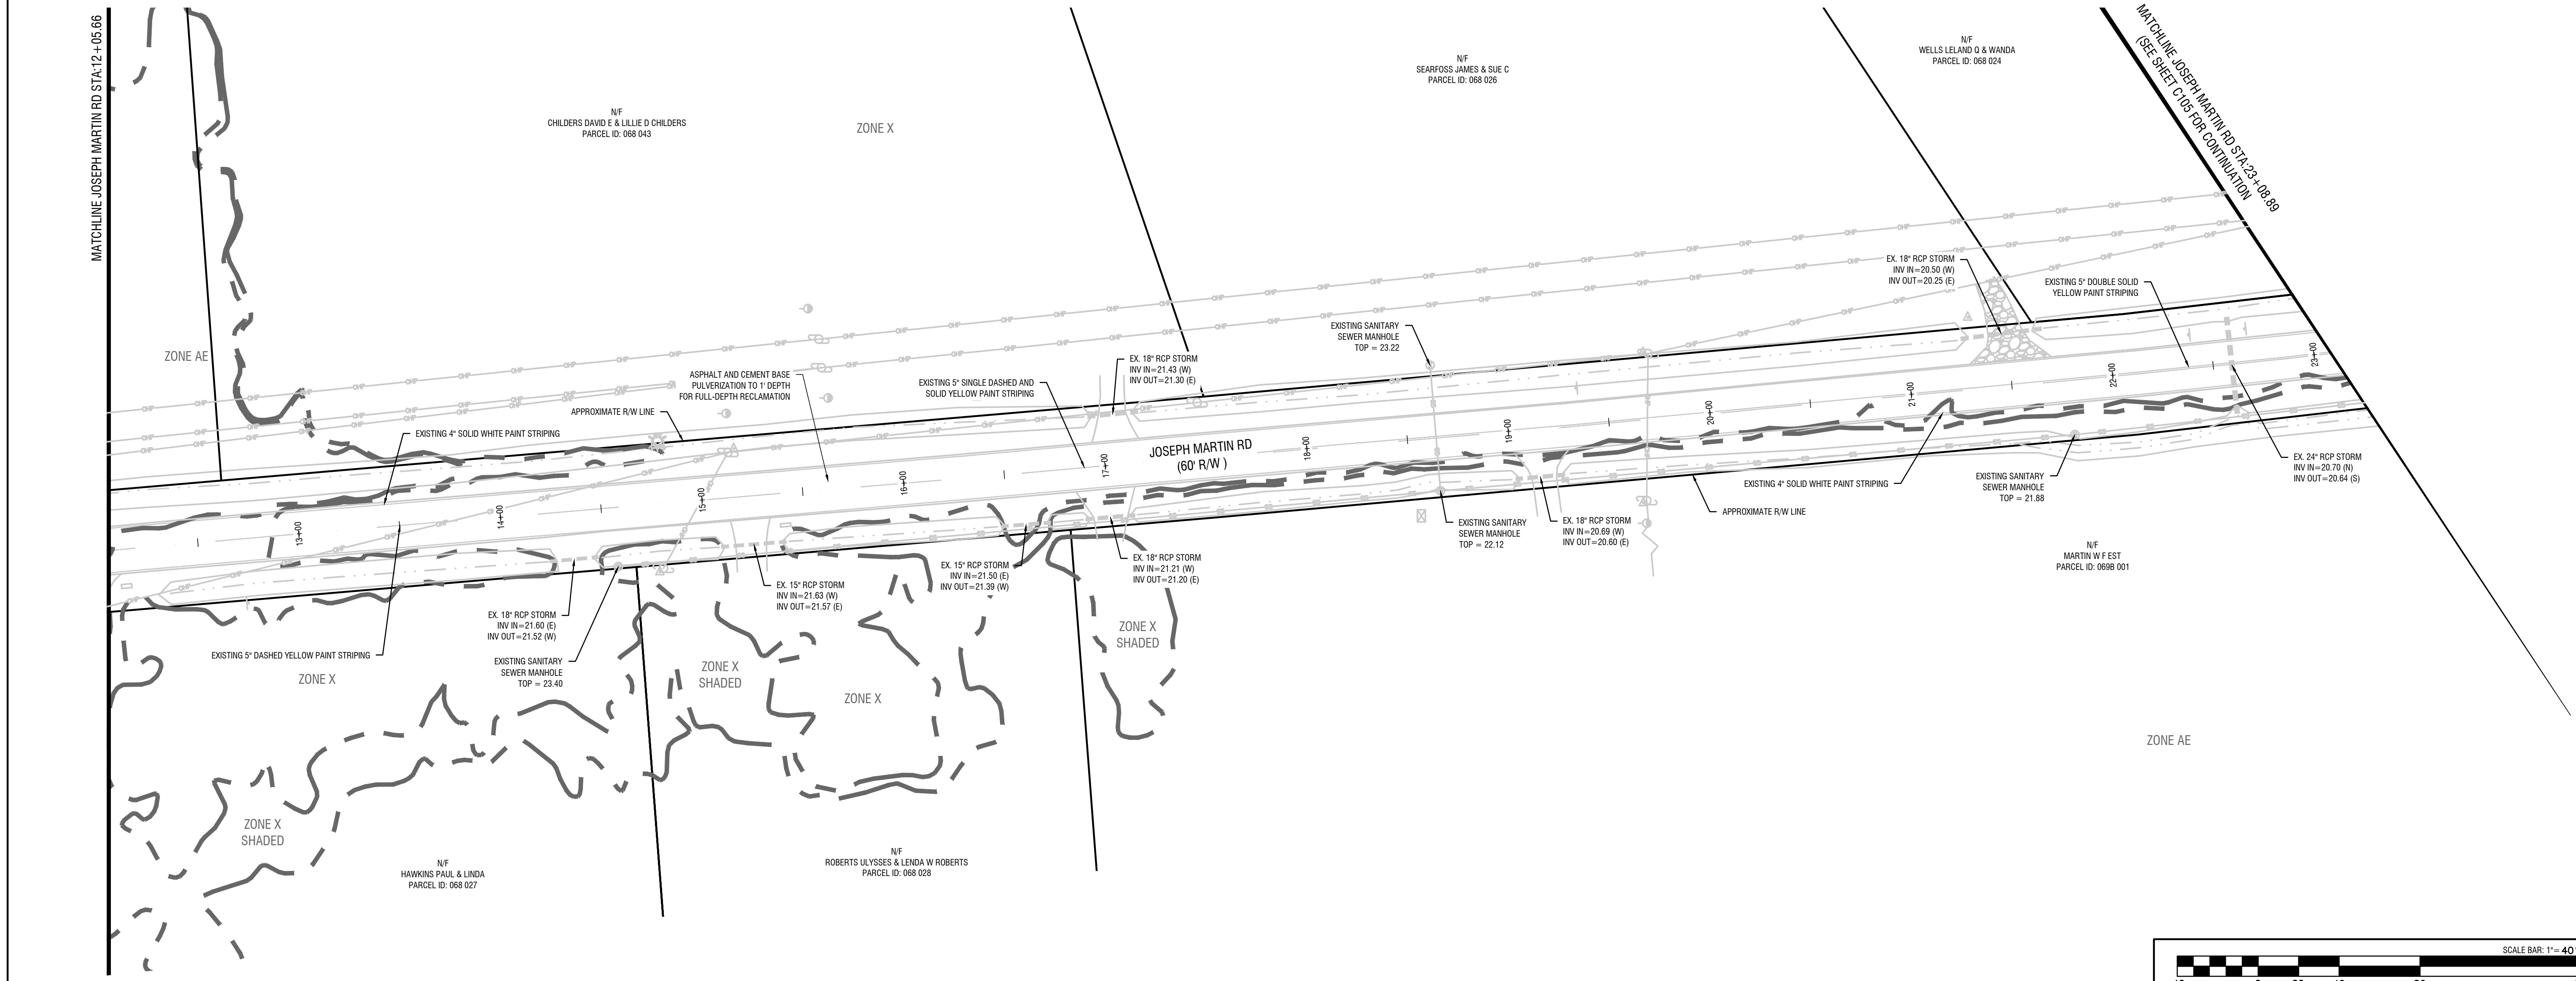 MATCHLINE JOSEPH MARTIN RD STA:12+05.66
MATCHLINE JOSEPH MARTIN RD STA:23+08.89
(SEE SHEET C105 FOR CONTINUATION
N/F
WELLS LELAND Q & WANDA
PARCEL ID: 068 024
N/F
SEARFOSS JAMES & SUE C
PARCEL ID: 068 026
N/F
CHILDERS DAVID E & LILLIE D CHILDERS
PARCEL ID: 068 043
ZONE X
ZONE AE
EX. 18" RCP STORM
INV IN=20.50 (W)
INV OUT=20.25 (E)
EXISTING 5" DOUBLE SOLID
YELLOW PAINT STRIPING
EXISTING SANITARY
SEWER MANHOLE
TOP = 23.22
EX. 18" RCP STORM
INV IN=21.43 (W)
INV OUT=21.30 (E)
ASPHALT AND CEMENT BASE
PULVERIZATION TO 1' DEPTH
FOR FULL-DEPTH RECLAMATION
EXISTING 5" SINGLE DASHED AND
SOLID YELLOW PAINT STRIPING
APPROXIMATE R/W LINE
EXISTING 4" SOLID WHITE PAINT STRIPING
JOSEPH MARTIN RD
(60' R/W )
13+00
14+00
15+00
16+00
17+00
18+00
19+00
20+00
21+00
22+00
23+00
OHP
EX. 24" RCP STORM
INV IN=20.70 (N)
INV OUT=20.64 (S)
EXISTING SANITARY
SEWER MANHOLE
TOP = 21.88
EXISTING 4" SOLID WHITE PAINT STRIPING
APPROXIMATE R/W LINE
EX. 18" RCP STORM
INV IN=20.69 (W)
INV OUT=20.60 (E)
EXISTING SANITARY
SEWER MANHOLE
TOP = 22.12
EX. 18" RCP STORM
INV IN=21.21 (W)
INV OUT=21.20 (E)
EX. 15" RCP STORM
INV IN=21.50 (E)
INV OUT=21.39 (W)
EX. 15" RCP STORM
INV IN=21.63 (W)
INV OUT=21.57 (E)
EX. 18" RCP STORM
INV IN=21.60 (E)
INV OUT=21.52 (W)
EXISTING SANITARY
SEWER MANHOLE
TOP = 23.40
EXISTING 5" DASHED YELLOW PAINT STRIPING
ZONE X
ZONE X
SHADED
ZONE X
ZONE X
SHADED
ZONE X
SHADED
N/F
MARTIN W F EST
PARCEL ID: 069B 001
ZONE AE
N/F
HAWKINS PAUL & LINDA
PARCEL ID: 068 027
N/F
ROBERTS ULYSSES & LENDA W ROBERTS
PARCEL ID: 068 028
SCALE BAR: 1"= 40'